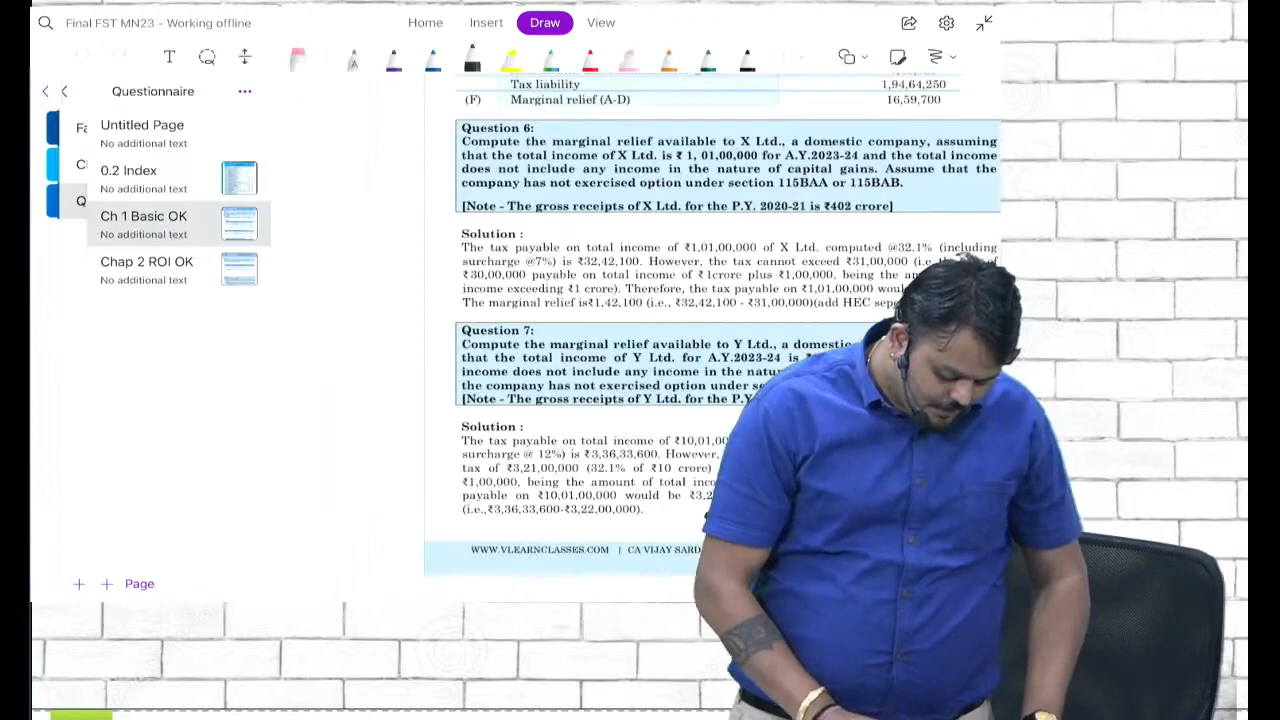 Final FST MN23 - Working offline
Home Insert Draw View
T
A
Questionnaire
Untitled Page
No additional text
0.2 Index
No additional text
Ch 1 Basic OK
No additional text
Chap 2 ROI OK
No additional text
+ + Page
Fa
Cl
Q
Tax liability 1,94,64,250
(F) Marginal relief (A-D) 16,59,700
Question 6:
Compute the marginal relief available to X Ltd., a domestic company, assuming
that the total income of X Ltd. is ₹ 1, 01,00,000 for A.Y.2023-24 and the total income
does not include any income in the nature of capital gains. Assume that the
company has not exercised option under section 115BAA or 115BAB.
[Note - The gross receipts of X Ltd. for the P.Y. 2020-21 is ₹402 crore]
Solution :
The tax payable on total income of ₹1,01,00,000 of X Ltd. computed @32.1% (including
surcharge @7%) is ₹32,42,100. However, the tax cannot exceed ₹31,00,000 (i.e., of
₹30,00,000 payable on total income of ₹1crore plus ₹1,00,000, being the
income exceeding ₹1 crore). Therefore, the tax payable on ₹1,01,00,000
The marginal relief is₹1,42,100 (i.e., ₹32,42,100 - ₹31,00,000)(add HEC
Question 7:
Compute the marginal relief available to Y Ltd., a
that the total income of Y Ltd. for A.Y.2023-24 is
income does not include any income in the
the company has not exercised option under
[Note - The gross receipts of Y Ltd. for the P.Y.
Solution :
The tax payable on total income of ₹10,01,00
surcharge @ 12%) is ₹3,36,33,600. However,
tax of ₹3,21,00,000 (32.1% of ₹10 crore)
₹1,00,000, being the amount of total
payable on ₹10,01,00,000 would be ₹3,2
(i.e.,₹3,36,33,600-₹3,22,00,000).
WWW.VLEARNCLASSES.COM | CA VIJAY SARD